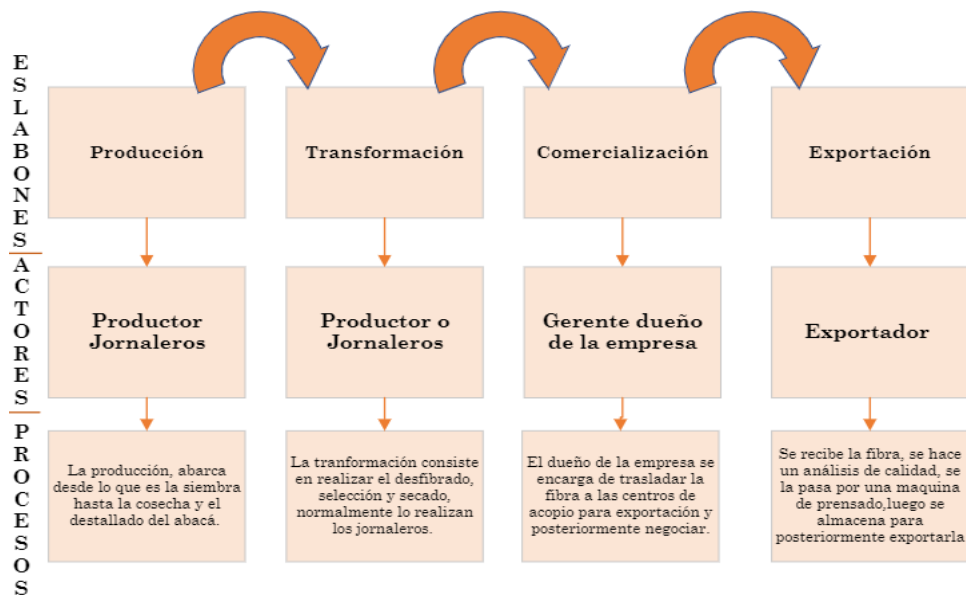 ESLABONES
Producción
Transformación
Comercialización
Exportación
ACTORES
Productor
Jornaleros
Productor o
Jornaleros
Gerente dueño
de la empresa
Exportador
PROCESOS
La producción, abarca
desde lo que es la siembra
hasta la cosecha y el
destallado del abacá.
La tranformación consiste
en realizar el desfibrado,
selección y secado,
normalmente lo realizan
los jornaleros.
El dueño de la empresa se
encarga de trasladar la
fibra a las centros de
acopio para exportación y
posteriormente negociar.
Se recibe la fibra, se hace
un análisis de calidad, se
la pasa por una maquina
de prensado,luego se
almacena para
posteriormente exportarla